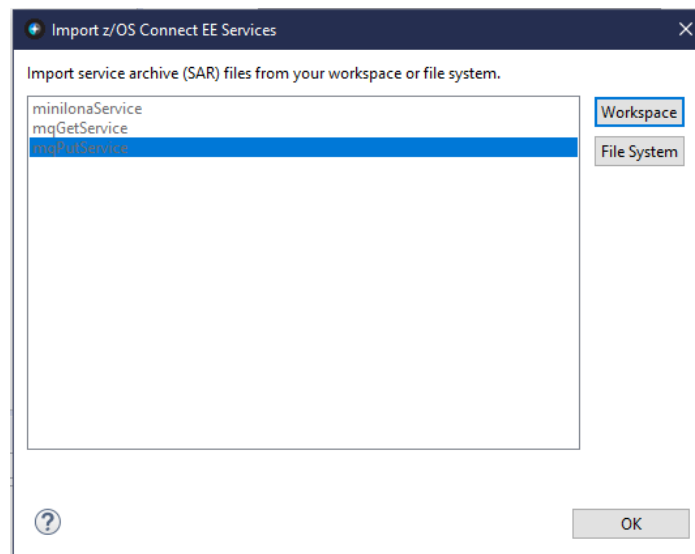 Import z/OS Connect EE Services
Import service archive (SAR) files from your workspace or file system.
minilonaService
mqGetService
mqPutService
Workspace
File System
OK